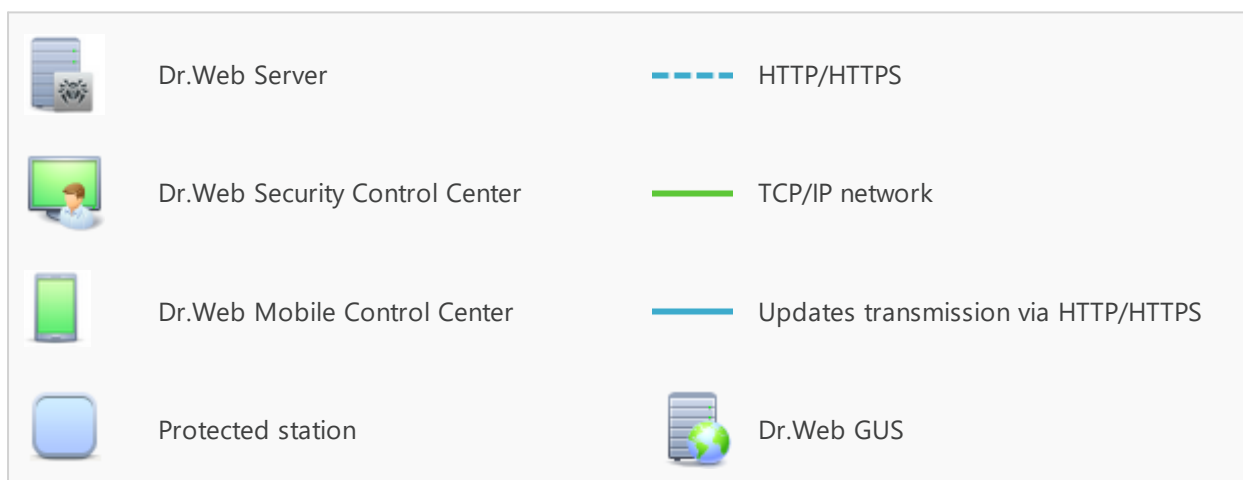 Dr.Web Server
HTTP/HTTPS
Dr.Web Security Control Center
TCP/IP network
Dr.Web Mobile Control Center
Updates transmission via HTTP/HTTPS
Protected station
Dr.Web GUS